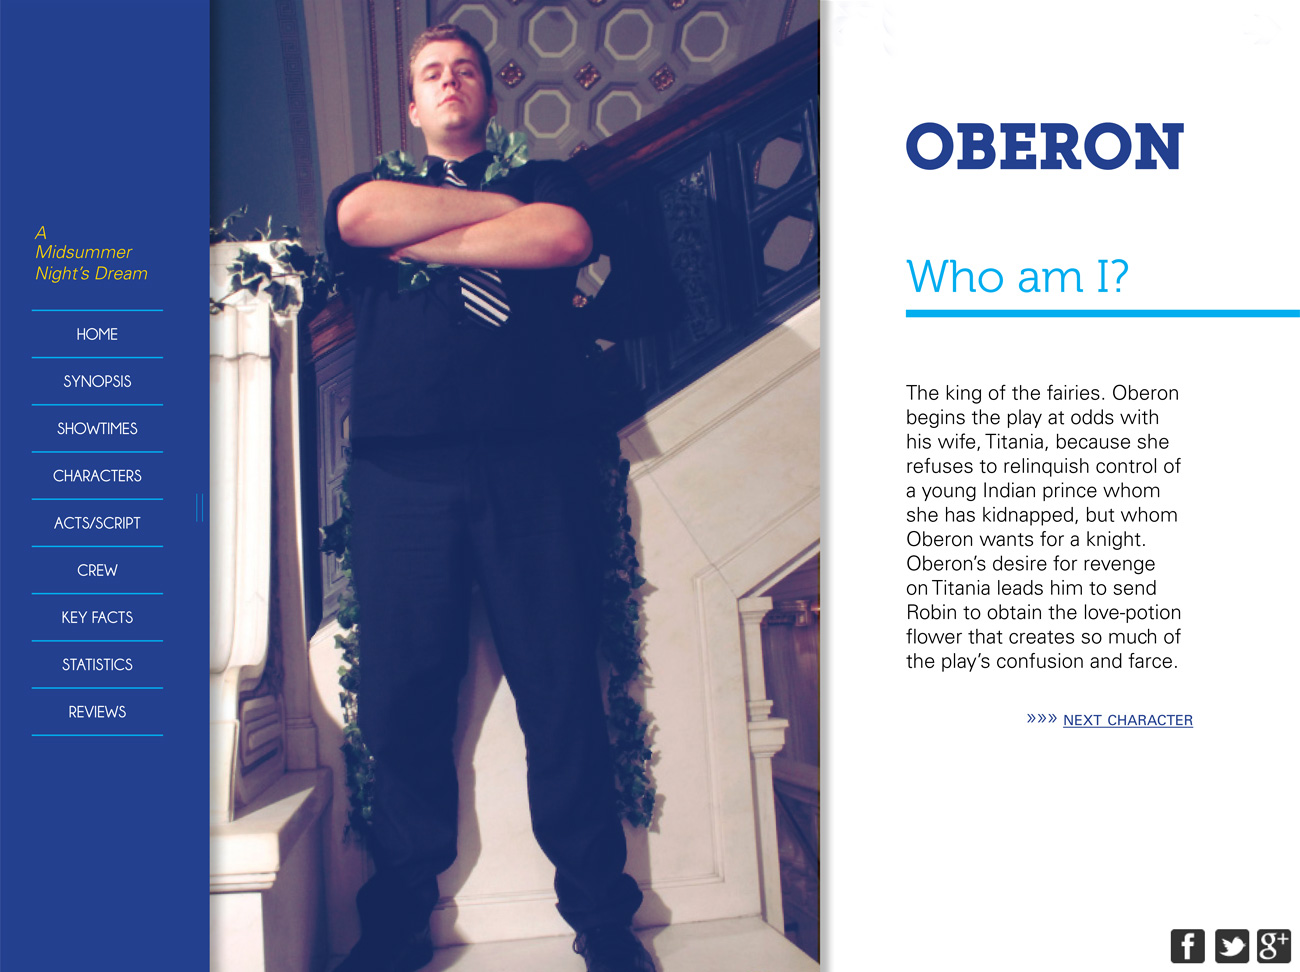 A
Midsummer
Night's Dream
HOME
SYNOPSIS
SHOWTIMES
CHARACTERS
ACTS/SCRIPT
CREW
KEY FACTS
STATISTICS
REVIEWS
OBERON
Who am I?
The king of the fairies. Oberon
begins the play at odds with
his wife, Titania, because she
refuses to relinquish control of
a young Indian prince whom
she has kidnapped, but whom
Oberon wants for a knight.
Oberon's desire for revenge
on Titania leads him to send
Robin to obtain the love-potion
flower that creates so much of
the play's confusion and farce.
»»» NEXT CHARACTER
f
g+